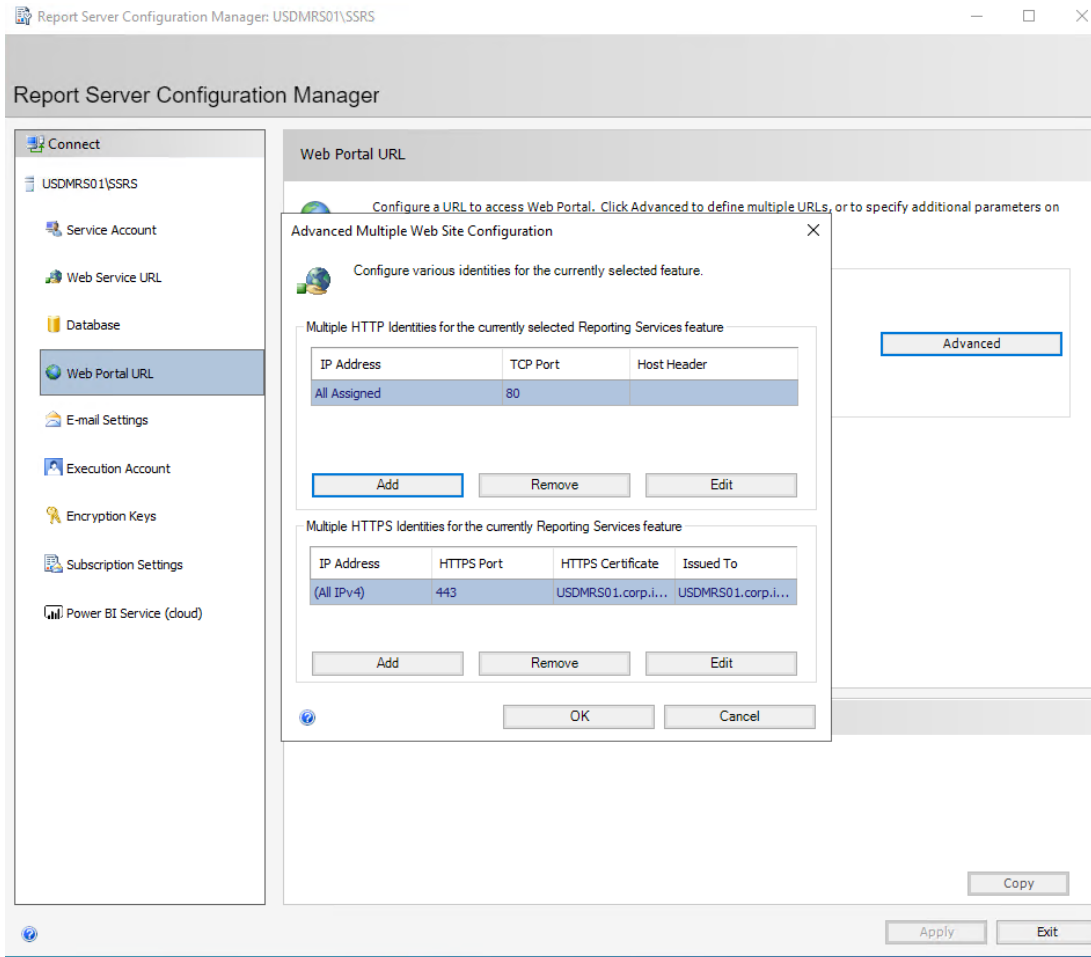 Report Server Configuration Manager: USDMRS01\SSRS
Report Server Configuration Manager
Connect
USDMRS01\SSRS
Service Account
Web Service URL
Database
Web Portal URL
E-mail Settings
Execution Account
Encryption Keys
Subscription Settings
Power BI Service (cloud)
Web Portal URL
Configure a URL to access Web Portal. Click Advanced to define multiple URLs, or to specify additional parameters on
Advanced
Advanced Multiple Web Site Configuration
Configure various identities for the currently selected feature.
Multiple HTTP Identities for the currently selected Reporting Services feature
IP Address TCP Port Host Header
All Assigned 80
Add Remove Edit
Multiple HTTPS Identities for the currently Reporting Services feature
IP Address HTTPS Port HTTPS Certificate Issued To
(All IPv4) 443 USDMRS01.corp.i... USDMRS01.corp.i...
Add Remove Edit
OK Cancel
Copy
Apply Exit